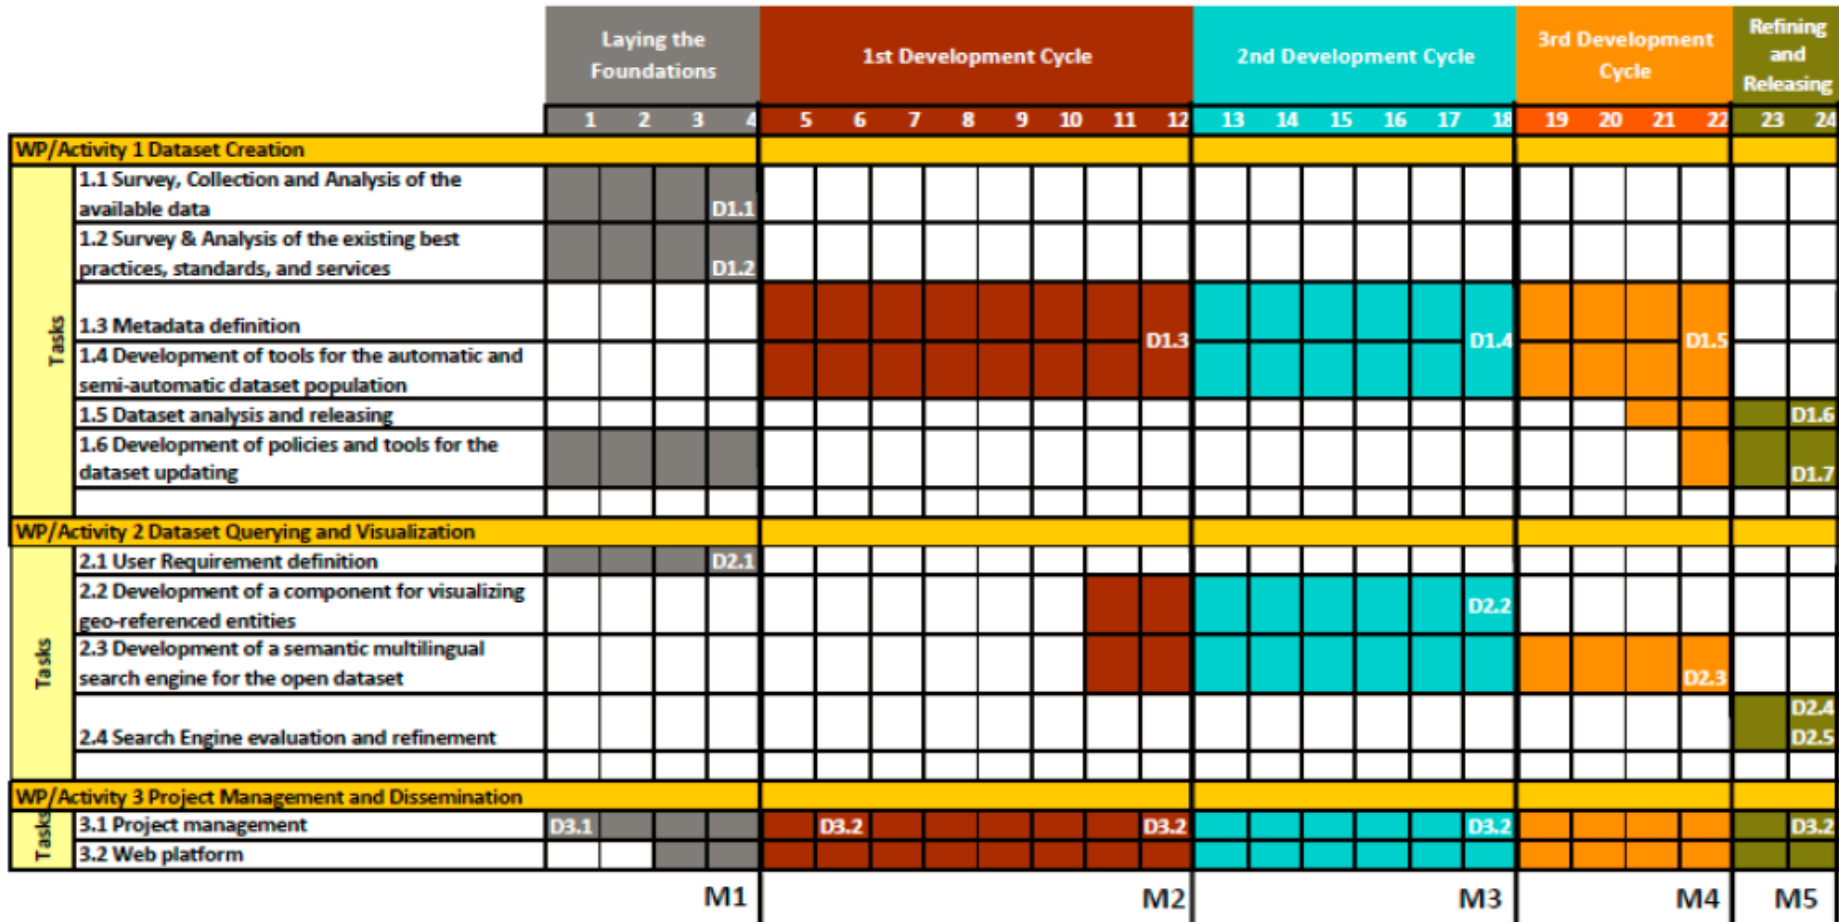 Laying the
Foundations
1st Development Cycle
2nd Development Cycle
3rd Development
Cycle
Refining
and
Releasing
1 2 3 4 5 6 7 8 9 10 11 12 13 14 15 16 17 18 19 20 21 22 23 24
WP/Activity 1 Dataset Creation
Tasks
1.1 Survey, Collection and Analysis of the
available data
D1.1
1.2 Survey & Analysis of the existing best
practices, standards, and services
D1.2
1.3 Metadata definition
D1.3 D1.4 D1.5
1.4 Development of tools for the automatic and
semi-automatic dataset population
1.5 Dataset analysis and releasing
D1.6
1.6 Development of policies and tools for the
dataset updating
D1.7
WP/Activity 2 Dataset Querying and Visualization
Tasks
2.1 User Requirement definition
D2.1
2.2 Development of a component for visualizing
geo-referenced entities
D2.2
2.3 Development of a semantic multilingual
search engine for the open dataset
D2.3
2.4 Search Engine evaluation and refinement
D2.4
D2.5
WP/Activity 3 Project Management and Dissemination
Tasks
3.1 Project management
D3.1 D3.2 D3.2 D3.2 D3.2
3.2 Web platform
M1 M2 M3 M4 M5